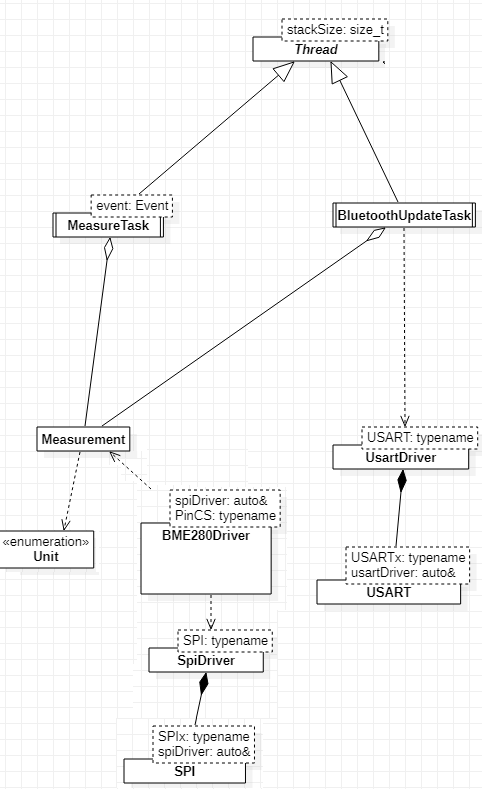 stackSize: size_t
Thread
event: Event
MeasureTask
BluetoothUpdateTask
Measurement
USART: typename
UsartDriver
spiDriver: auto&
PinCS: typename
BME280Driver
«enumeration»
Unit
USARTx: typename
usartDriver: auto&
USART
SPI: typename
SpiDriver
SPIx: typename
spiDriver: auto&
SPI